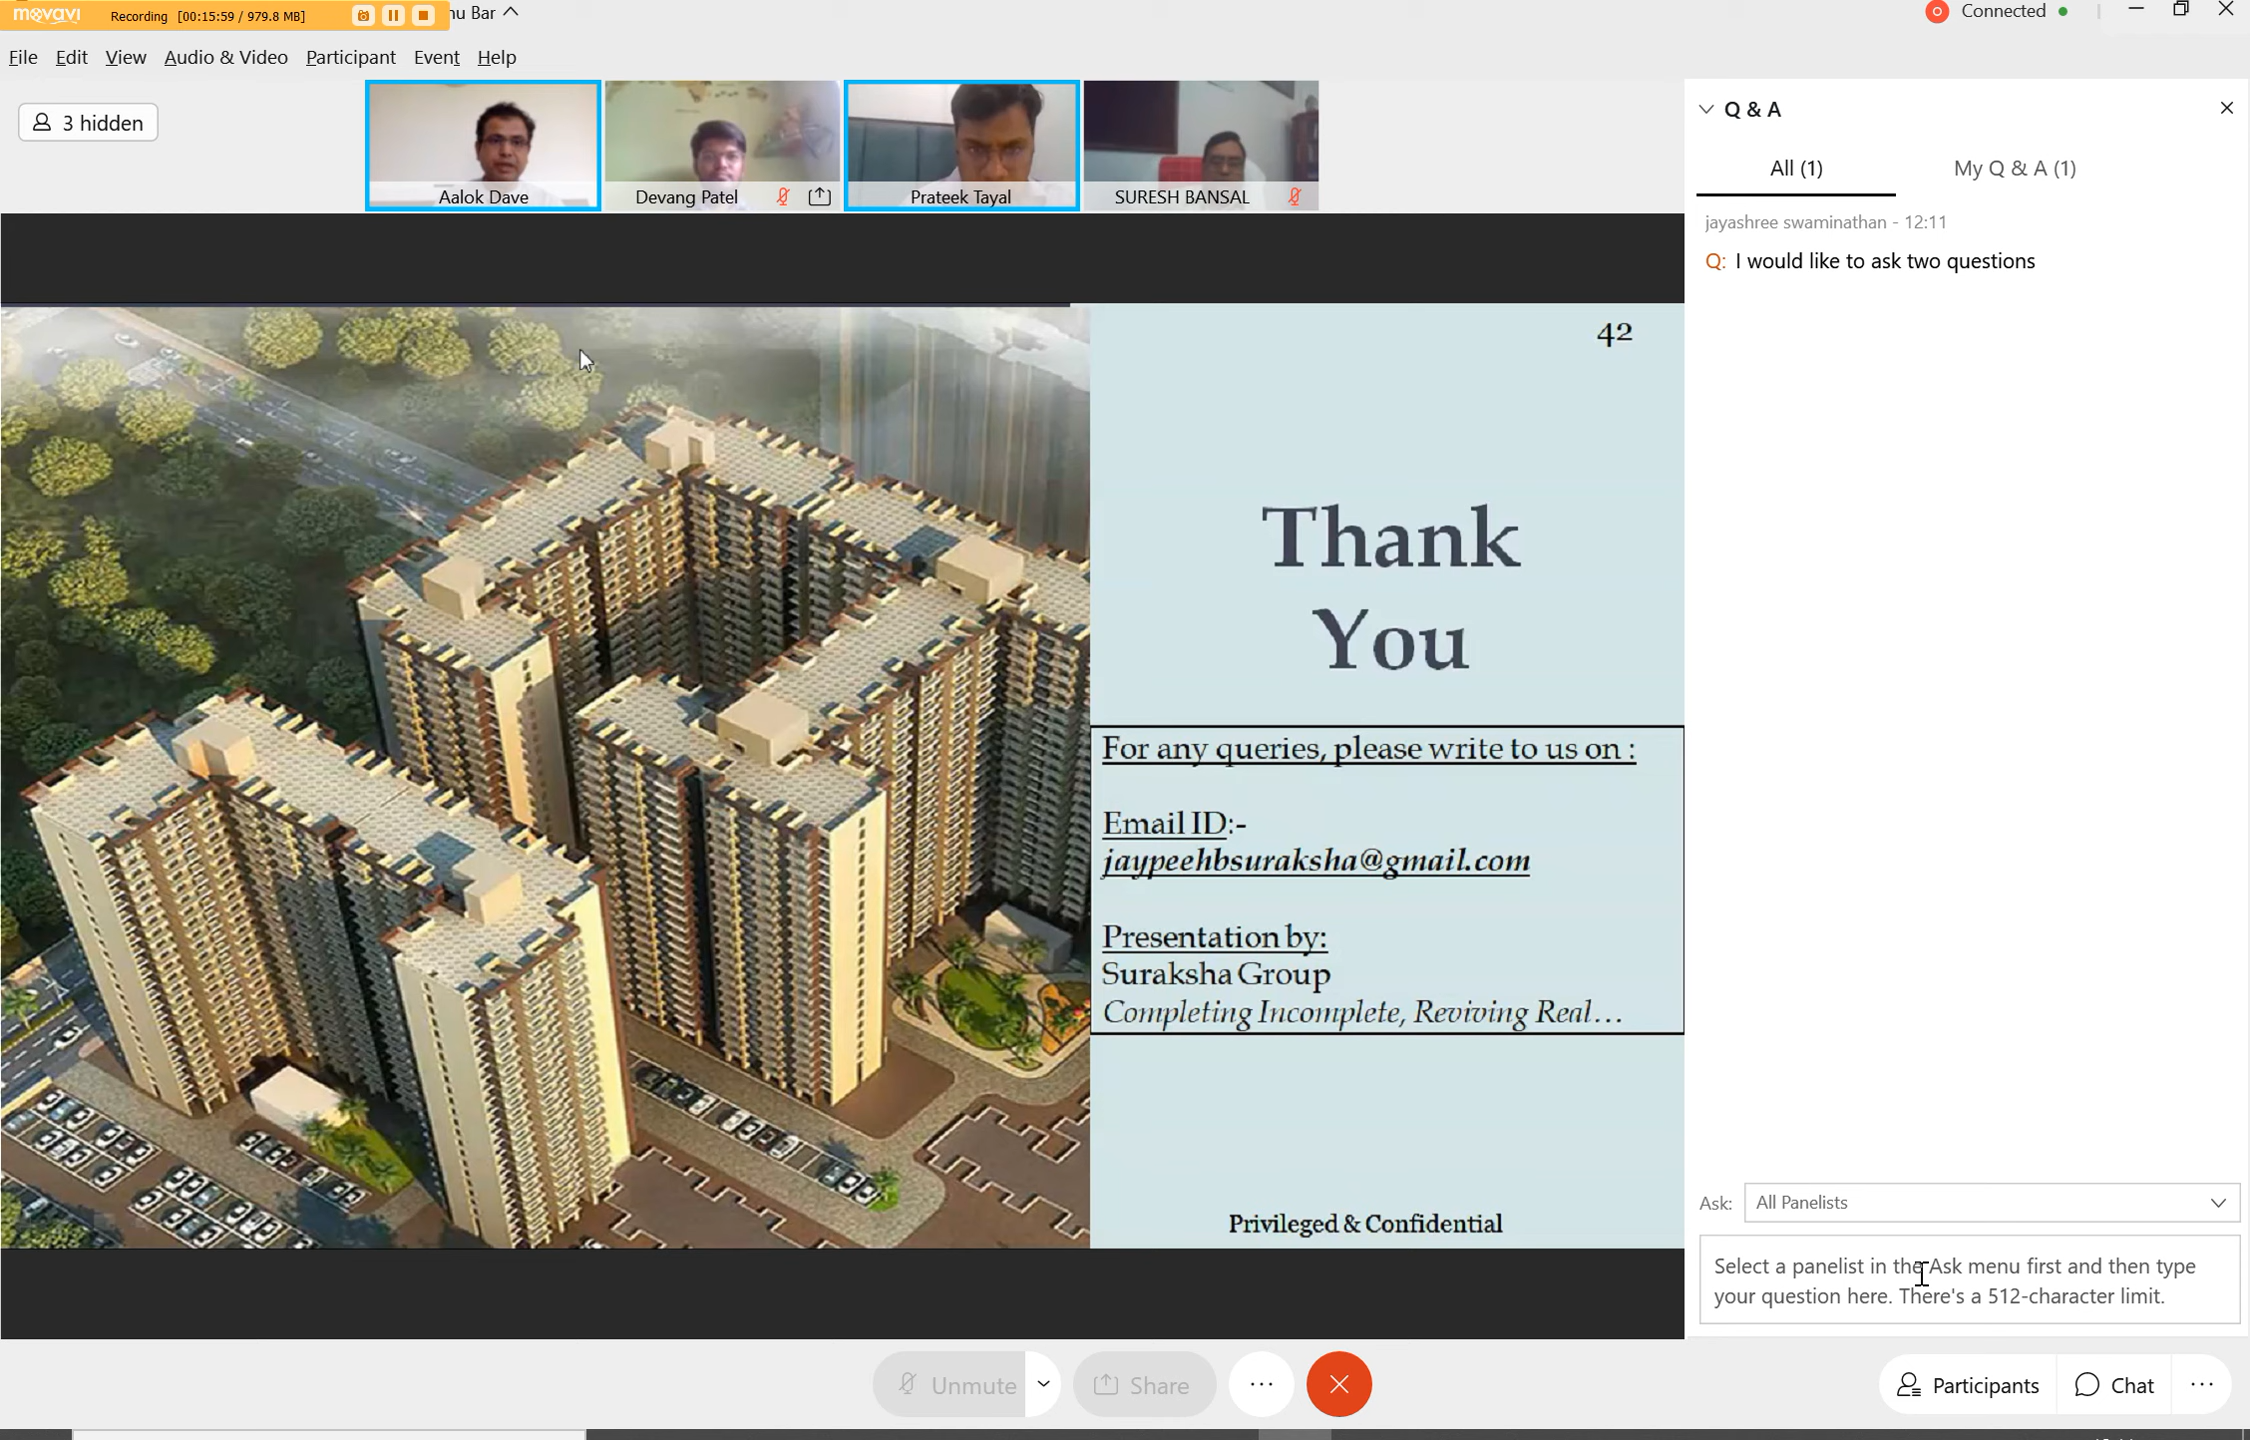 movavi Recording [00:15:59 / 979.8 MB] nu Bar Connected
File Edit View Audio & Video Participant Event Help
3 hidden
Aalok Dave
Devang Patel
Prateek Tayal
SURESH BANSAL
42
Thank
You
For any queries, please write to us on :
Email ID:-
jaypeehbsuraksha@gmail.com
Presentation by:
Suraksha Group
Completing Incomplete, Reviving Real...
Privileged & Confidential
Q & A
All (1) My Q & A (1)
jayashree swaminathan - 12:11
Q: I would like to ask two questions
Ask: All Panelists
Select a panelist in the Ask menu first and then type
your question here. There's a 512-character limit.
Unmute Share Participants Chat